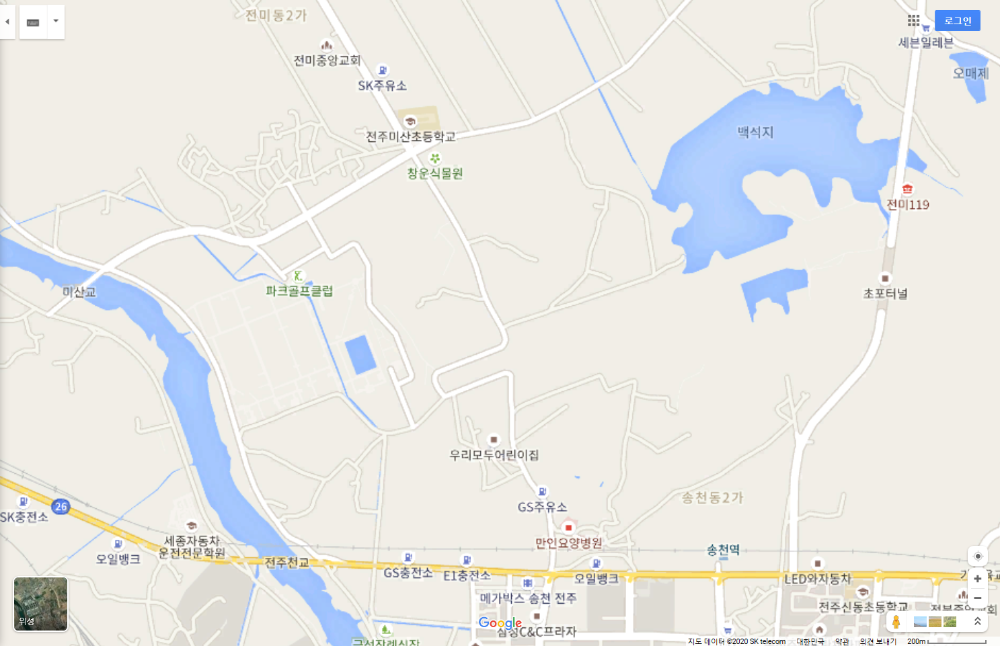 전미동2가
로그인
세븐일레븐
전미중앙교회
오매제
SK주유소
백석지
전주미산초등학교
창운식물원
전미119
파크골프클럽
미산교
초포터널
우리모두어린이집
송천동2가
26
GS주유소
SK충전소
만인요양병원
세종자동차
운전전문학원
송천역
오일뱅크
전주천교
GS충전소
E1충전소
오일뱅크
LED와자동차
메가박스 송천 전주
전주신동초등학교
위성
Google
삼성C&C프라자
지도 데이터 ©2020 SK telecom
대한민국
약관
의견 보내기
200m